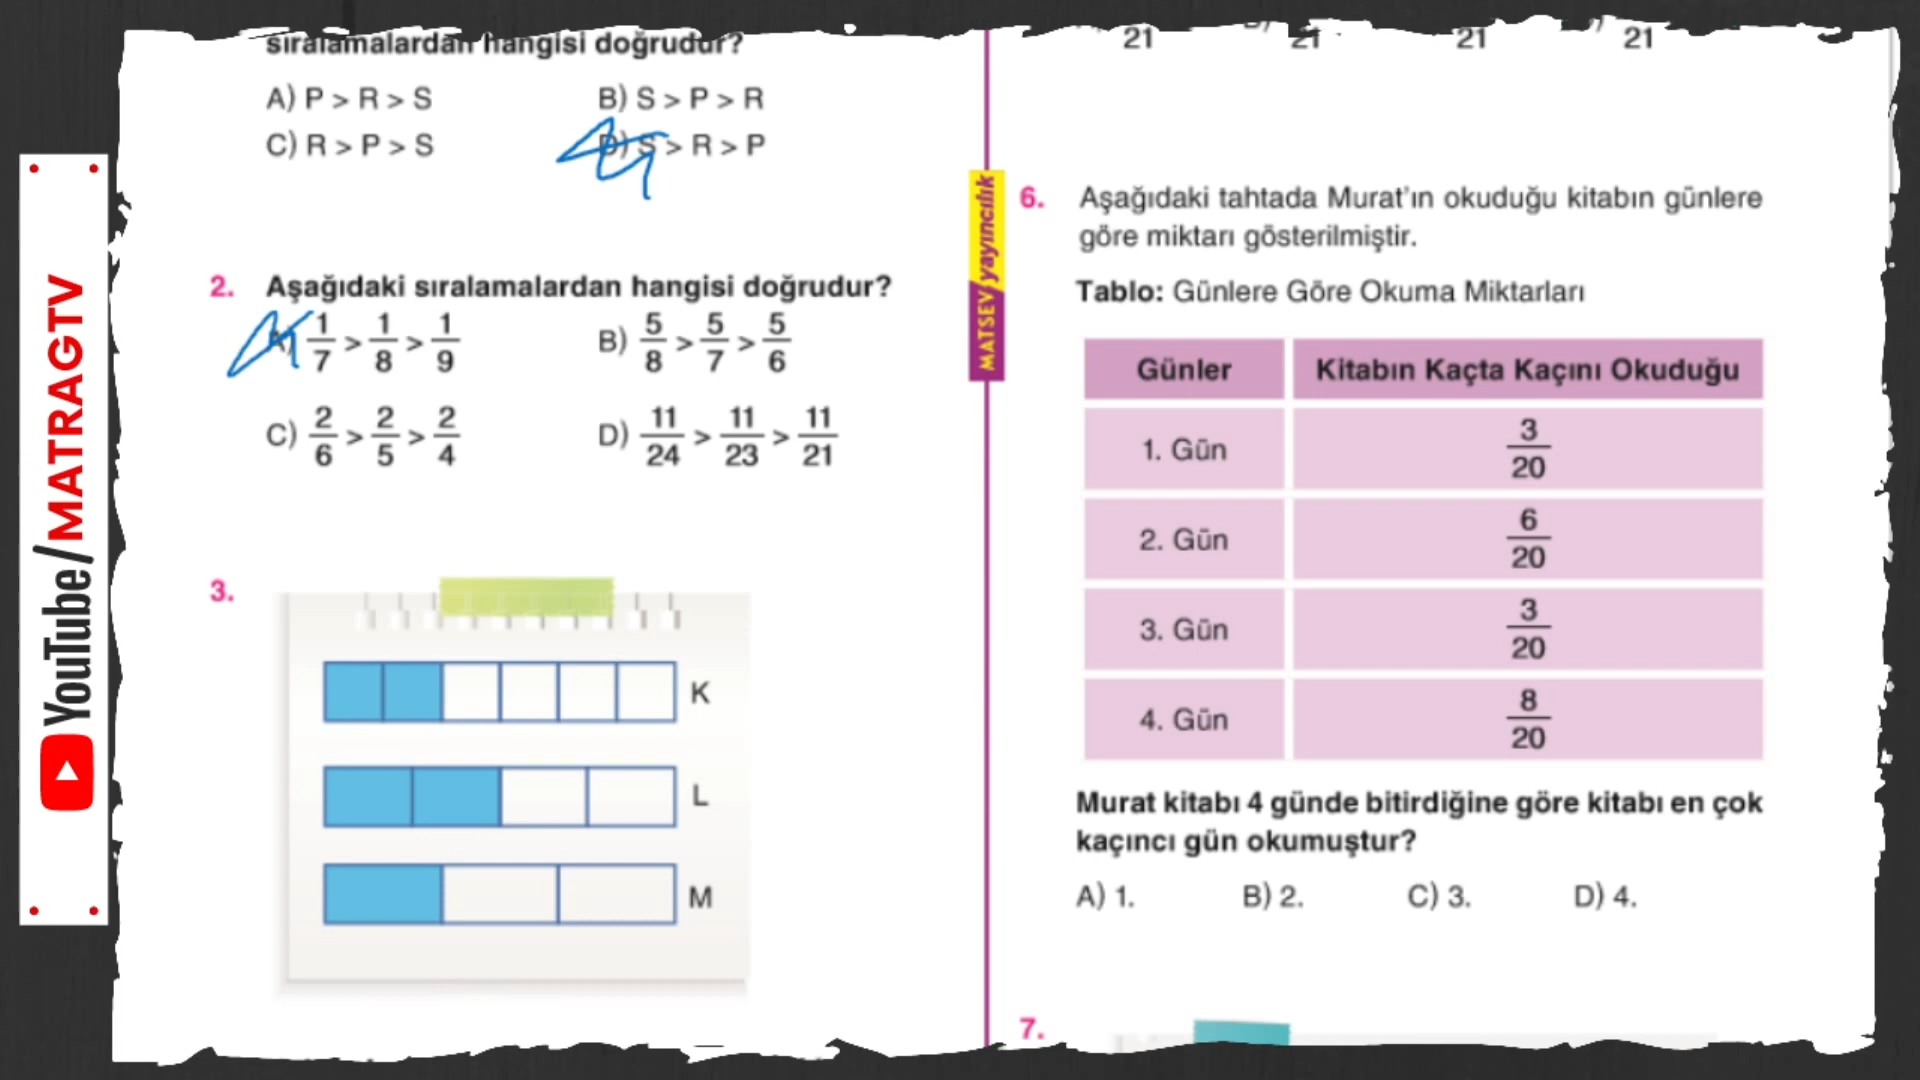 YouTube/MATRAGTV
sıralamalardan hangisi doğrudur?
A) P > R > S
B) S > P > R
C) R > P > S
D) S > R > P
2. Aşağıdaki sıralamalardan hangisi doğrudur?
A) 1/7 > 1/8 > 1/9
B) 5/8 > 5/7 > 5/6
C) 2/6 > 2/5 > 2/4
D) 11/24 > 11/23 > 11/21
3.
K
L
M
MATSEV yayıncılık
21 21 21 21
6. Aşağıdaki tahtada Murat'ın okuduğu kitabın günlere
göre miktarı gösterilmiştir.
Tablo: Günlere Göre Okuma Miktarları
Günler Kitabın Kaçta Kaçını Okuduğu
1. Gün 3/20
2. Gün 6/20
3. Gün 3/20
4. Gün 8/20
Murat kitabı 4 günde bitirdiğine göre kitabı en çok
kaçıncı gün okumuştur?
A) 1. B) 2. C) 3. D) 4.
7.